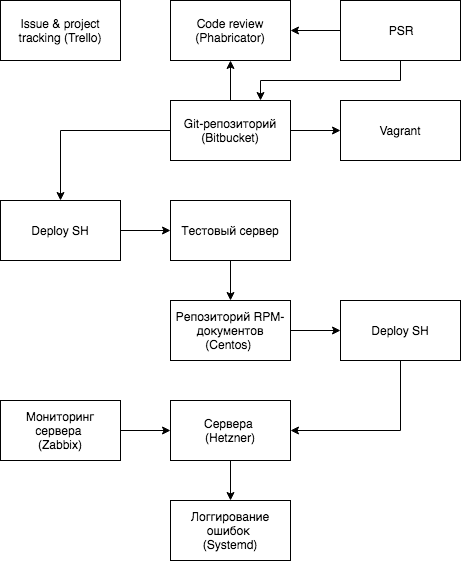 Issue & project
tracking (Trello)
Code review
(Phabricator)
PSR
Git-репозиторий
(Bitbucket)
Vagrant
Deploy SH
Тестовый сервер
Репозиторий RPM-
документов
(Centos)
Deploy SH
Мониторинг
сервера
(Zabbix)
Сервера
(Hetzner)
Логгирование
ошибок
(Systemd)